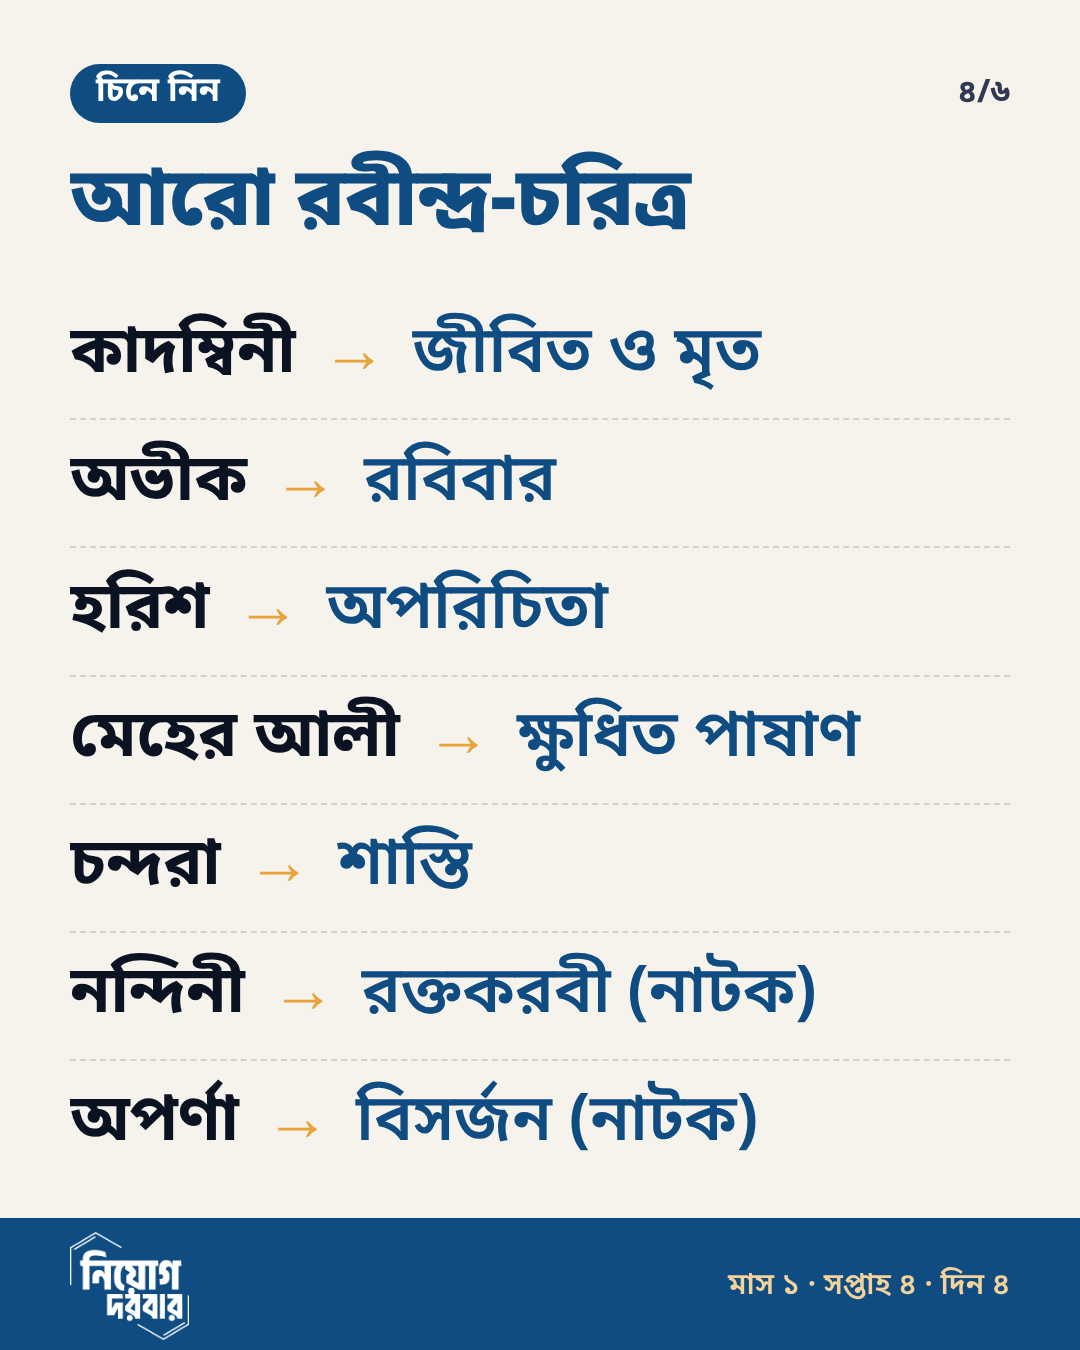 চিনে নিন
৪/৬
আরো রবীন্দ্র-চরিত্র
কাদম্বিনী → জীবিত ও মৃত
অভীক → রবিবার
হরিশ → অপরিচিতা
মেহের আলী → ক্ষুধিত পাষাণ
চন্দরা → শাস্তি
নন্দিনী → রক্তকরবী (নাটক)
অপর্ণা → বিসর্জন (নাটক)
নিয়োগ
দরবার
মাস ১ · সপ্তাহ ৪ · দিন ৪